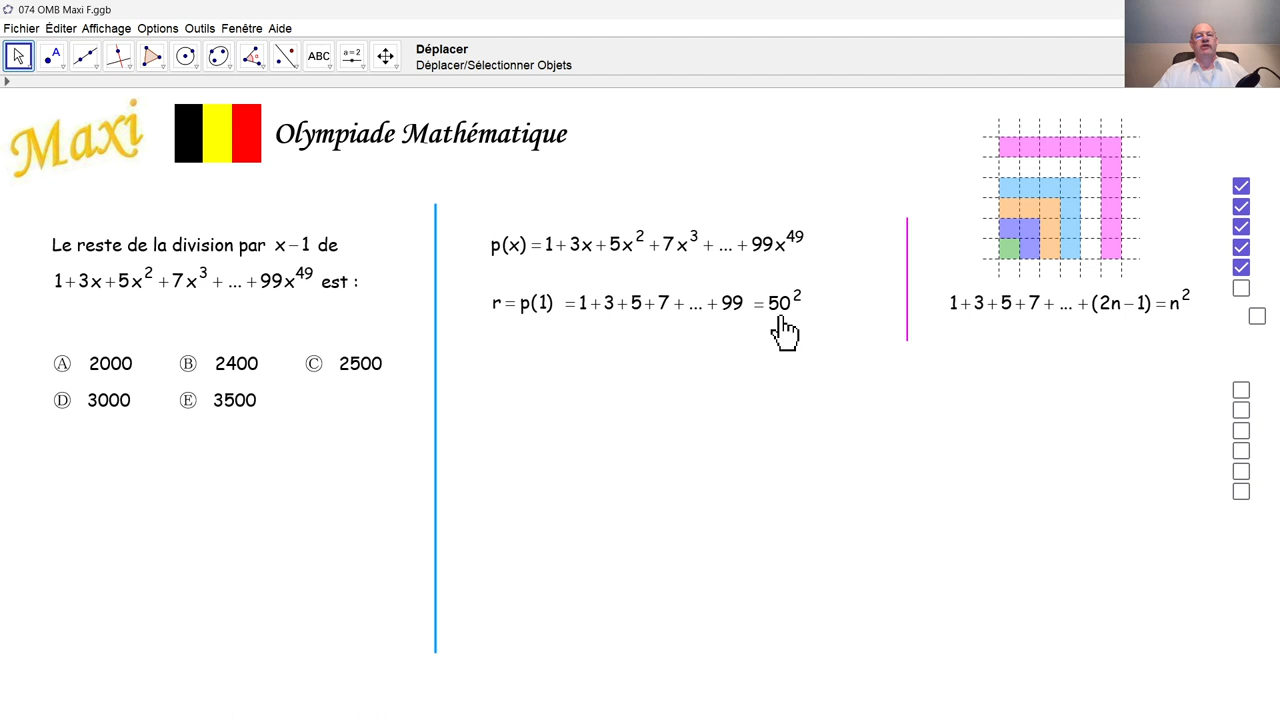 074 OMB Maxi F.ggb
Fichier Éditer Affichage Options Outils Fenêtre Aide
A ABC a=2 Déplacer
Déplacer/Sélectionner Objets
Maxi Olympiade Mathématique
Le reste de la division par x−1 de
1+3x+5x²+7x³+...+99x⁴⁹ est :
Ⓐ 2000 Ⓑ 2400 Ⓒ 2500
Ⓓ 3000 Ⓔ 3500
p(x)=1+3x+5x²+7x³+...+99x⁴⁹
r=p(1) =1+3+5+7+...+99 =50²
1+3+5+7+...+(2n−1)=n²